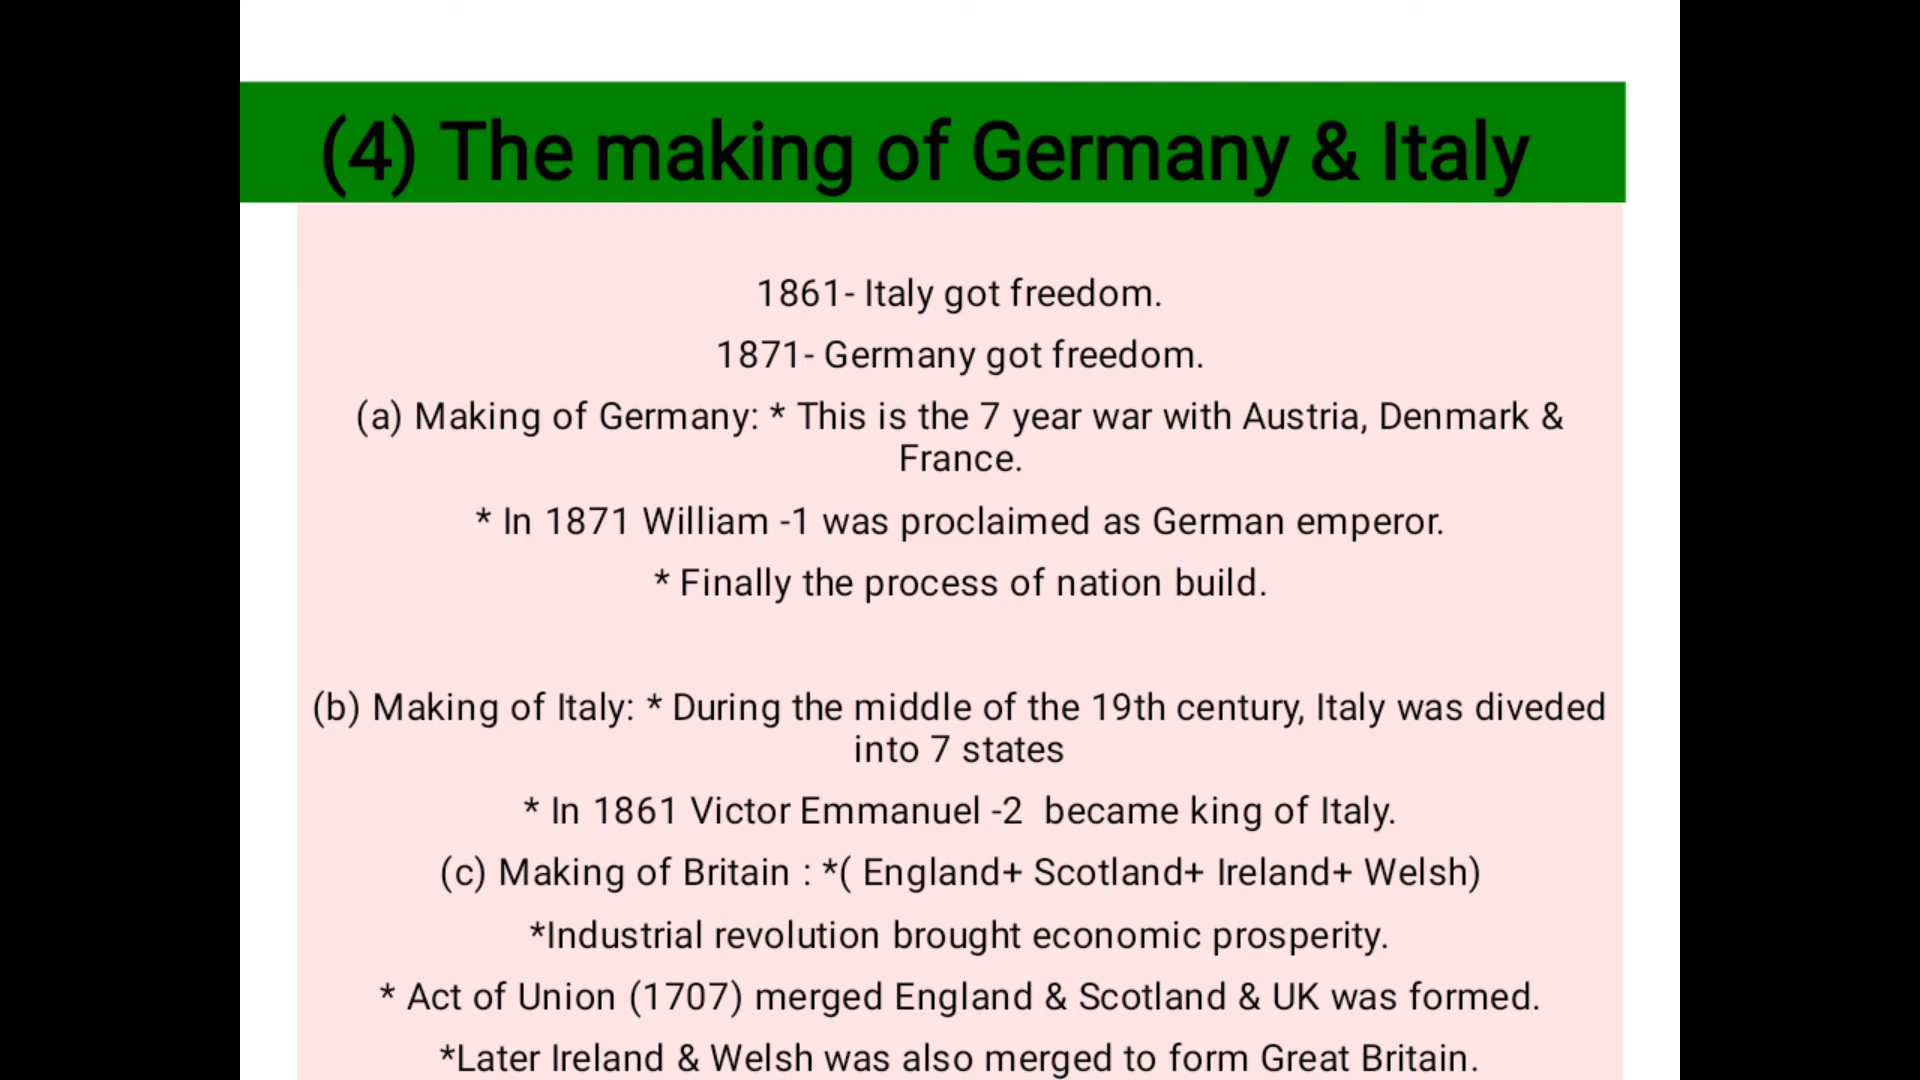 (4) The making of Germany & Italy
1861- Italy got freedom.
1871- Germany got freedom.
(a) Making of Germany: * This is the 7 year war with Austria, Denmark &
France.
* In 1871 William -1 was proclaimed as German emperor.
* Finally the process of nation build.
(b) Making of Italy: * During the middle of the 19th century, Italy was diveded
into 7 states
* In 1861 Victor Emmanuel -2  became king of Italy.
(c) Making of Britain : *( England+ Scotland+ Ireland+ Welsh)
*Industrial revolution brought economic prosperity.
* Act of Union (1707) merged England & Scotland & UK was formed.
*Later Ireland & Welsh was also merged to form Great Britain.